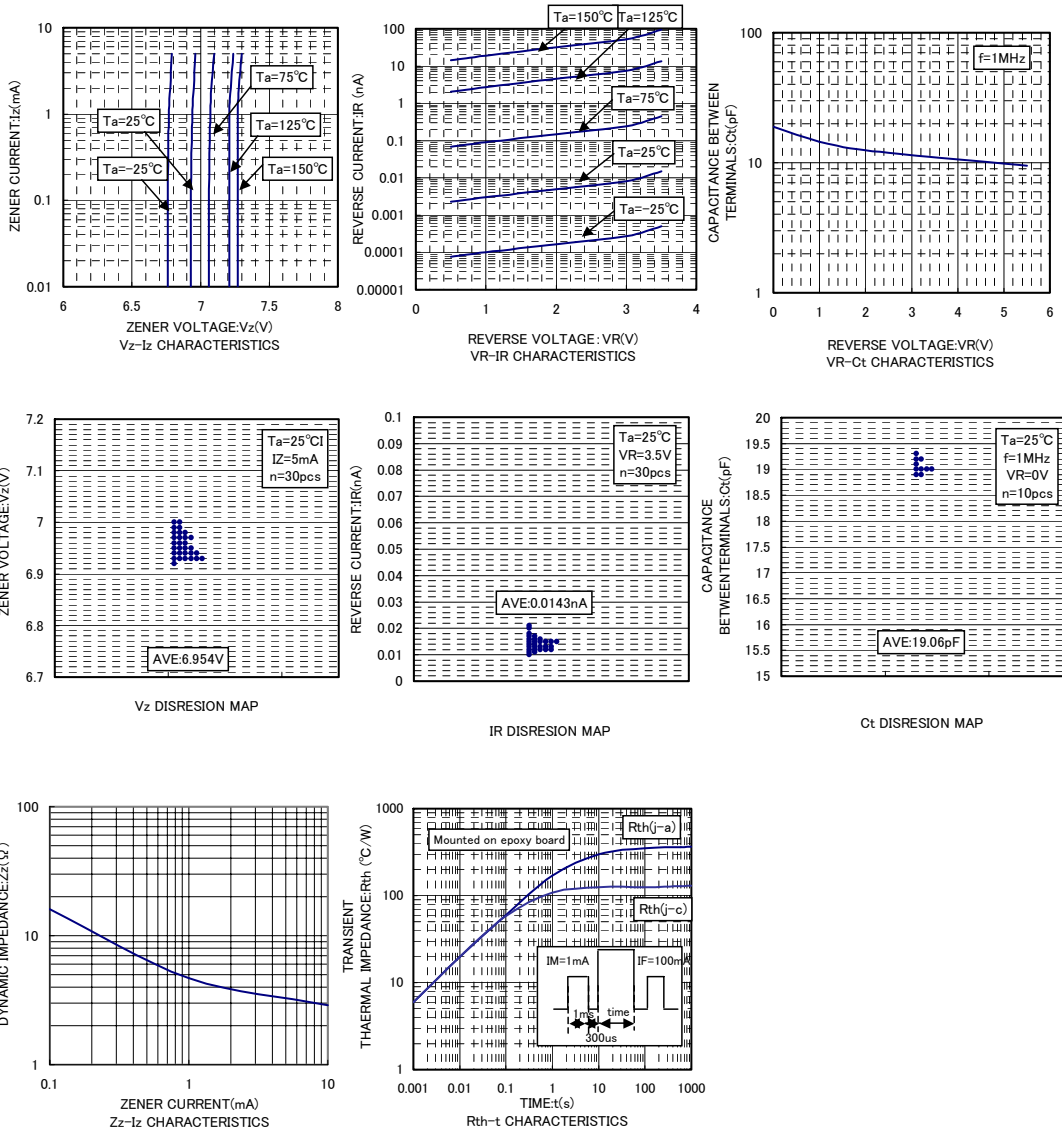 ZENER CURRENT:Iz(mA)
10
1
0.1
0.01
Ta=75℃
Ta=25℃
Ta=125℃
Ta=-25℃
Ta=150℃
6 6.5 7 7.5 8
ZENER VOLTAGE:Vz(V)
Vz-Iz CHARACTERISTICS
REVERSE CURRENT:IR (nA)
100
10
1
0.1
0.01
0.001
0.0001
0.00001
Ta=150℃
Ta=125℃
Ta=75℃
Ta=25℃
Ta=-25℃
0 1 2 3 4
REVERSE VOLTAGE:VR(V)
VR-IR CHARACTERISTICS
CAPACITANCE BETWEEN
TERMINALS:Ct(pF)
100
10
1
f=1MHz
0 1 2 3 4 5 6
REVERSE VOLTAGE:VR(V)
VR-Ct CHARACTERISTICS
ZENER VOLTAGE:Vz(V)
7.2
7.1
7
6.9
6.8
6.7
Ta=25℃I
IZ=5mA
n=30pcs
AVE:6.954V
Vz DISRESION MAP
REVERSE CURRENT:IR(nA)
0.1
0.09
0.08
0.07
0.06
0.05
0.04
0.03
0.02
0.01
0
Ta=25℃
VR=3.5V
n=30pcs
AVE:0.0143nA
IR DISRESION MAP
CAPACITANCE
BETWEENTERMINALS:Ct(pF)
20
19.5
19
18.5
18
17.5
17
16.5
16
15.5
15
Ta=25℃
f=1MHz
VR=0V
n=10pcs
AVE:19.06pF
Ct DISRESION MAP
DYNAMIC IMPEDANCE:Zz(Ω)
100
10
1
0.1 1 10
ZENER CURRENT(mA)
Zz-Iz CHARACTERISTICS
TRANSIENT
THAERMAL IMPEDANCE:Rth (℃/W)
1000
100
10
1
Mounted on epoxy board
Rth(j-a)
Rth(j-c)
IM=1mA
IF=100mA
1ms
time
300us
0.001 0.01 0.1 1 10 100 1000
TIME:t(s)
Rth-t CHARACTERISTICS